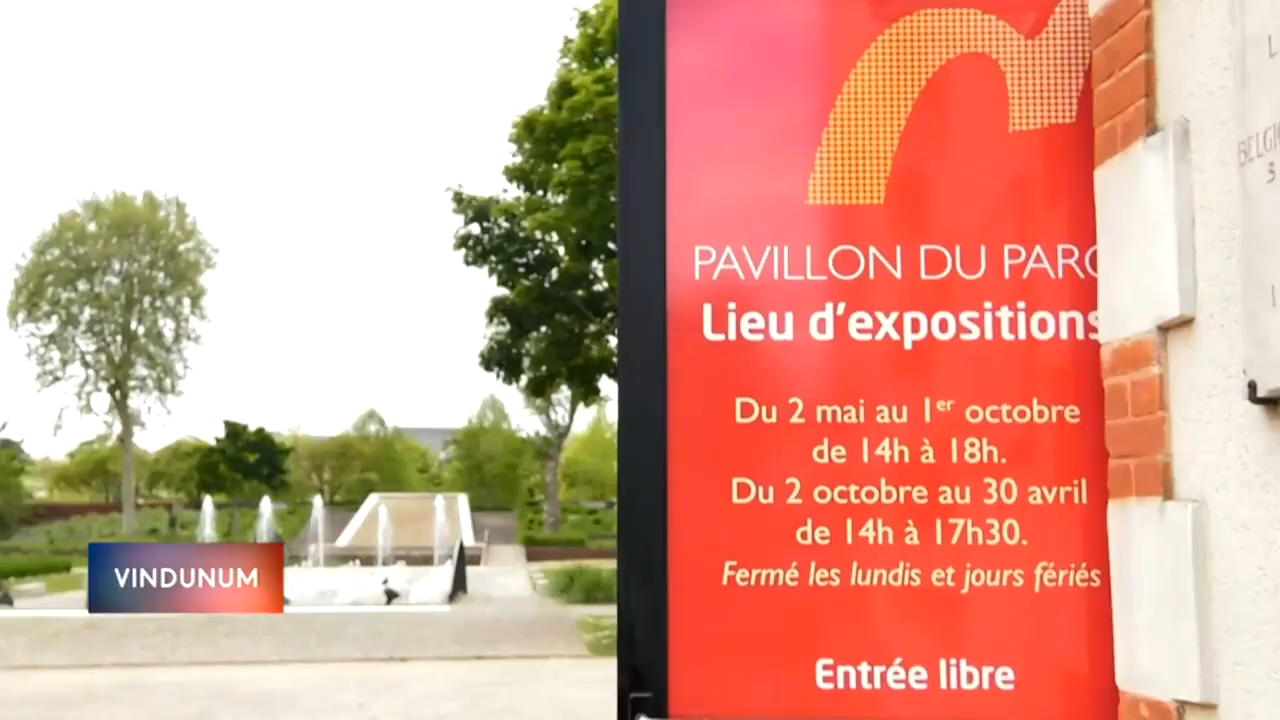 PAVILLON DU PARC
Lieu d'expositions
Du 2 mai au 1er octobre
de 14h à 18h.
Du 2 octobre au 30 avril
de 14h à 17h30.
Fermé les lundis et jours fériés
Entrée libre
VINDUNUM